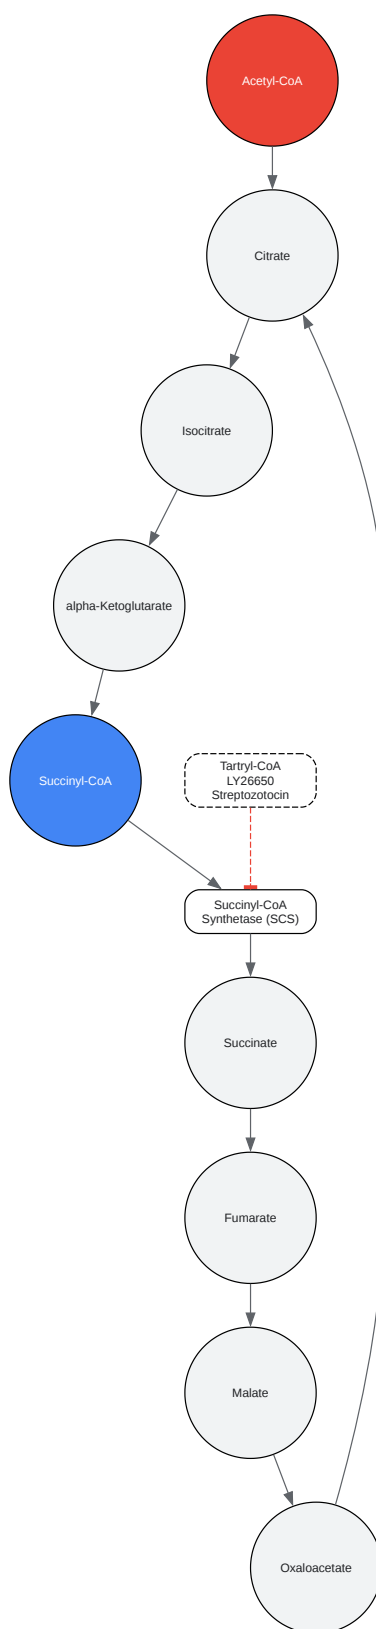 Acetyl-CoA
Citrate
Isocitrate
alpha-Ketoglutarate
Succinyl-CoA
Tartryl-CoA
LY26650
Streptozotocin
Succinyl-CoA
Synthetase (SCS)
Succinate
Fumarate
Malate
Oxaloacetate